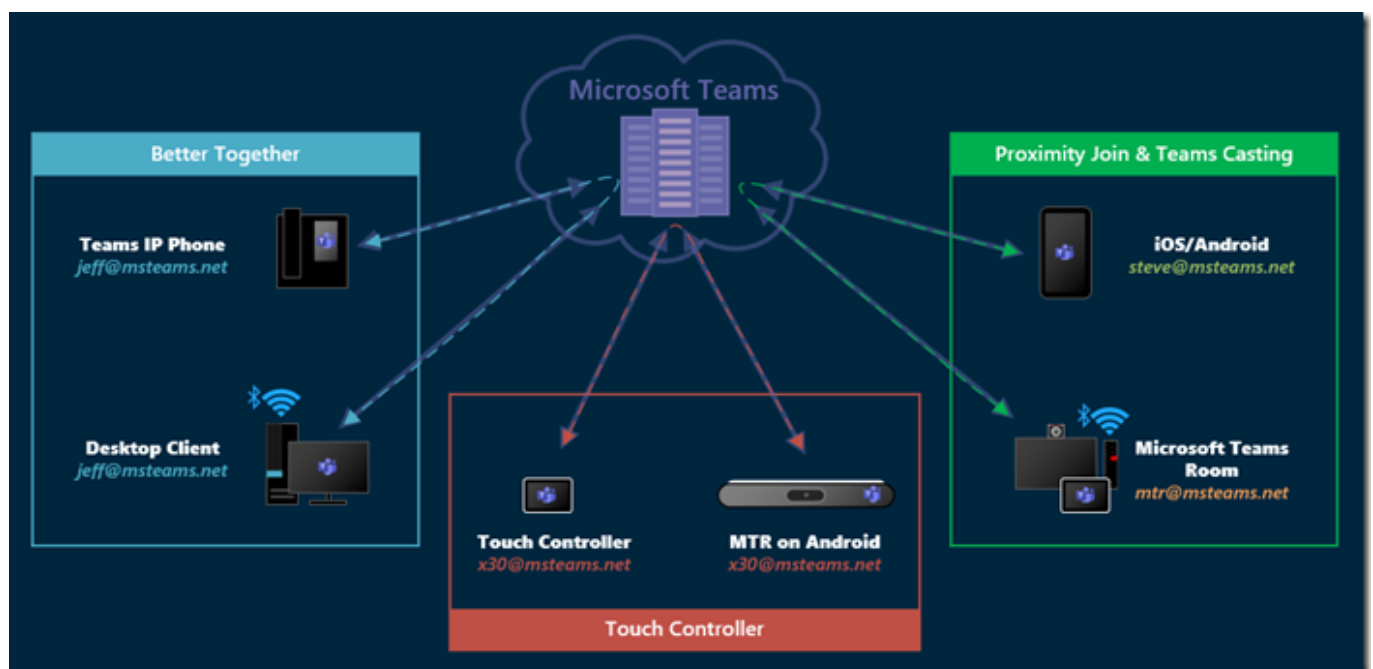 Microsoft Teams
Better Together
Teams IP Phone
jeff@msteams.net
Desktop Client
jeff@msteams.net
Touch Controller
x30@msteams.net
MTR on Android
x30@msteams.net
Touch Controller
Proximity Join & Teams Casting
iOS/Android
steve@msteams.net
Microsoft Teams
Room
mtr@msteams.net